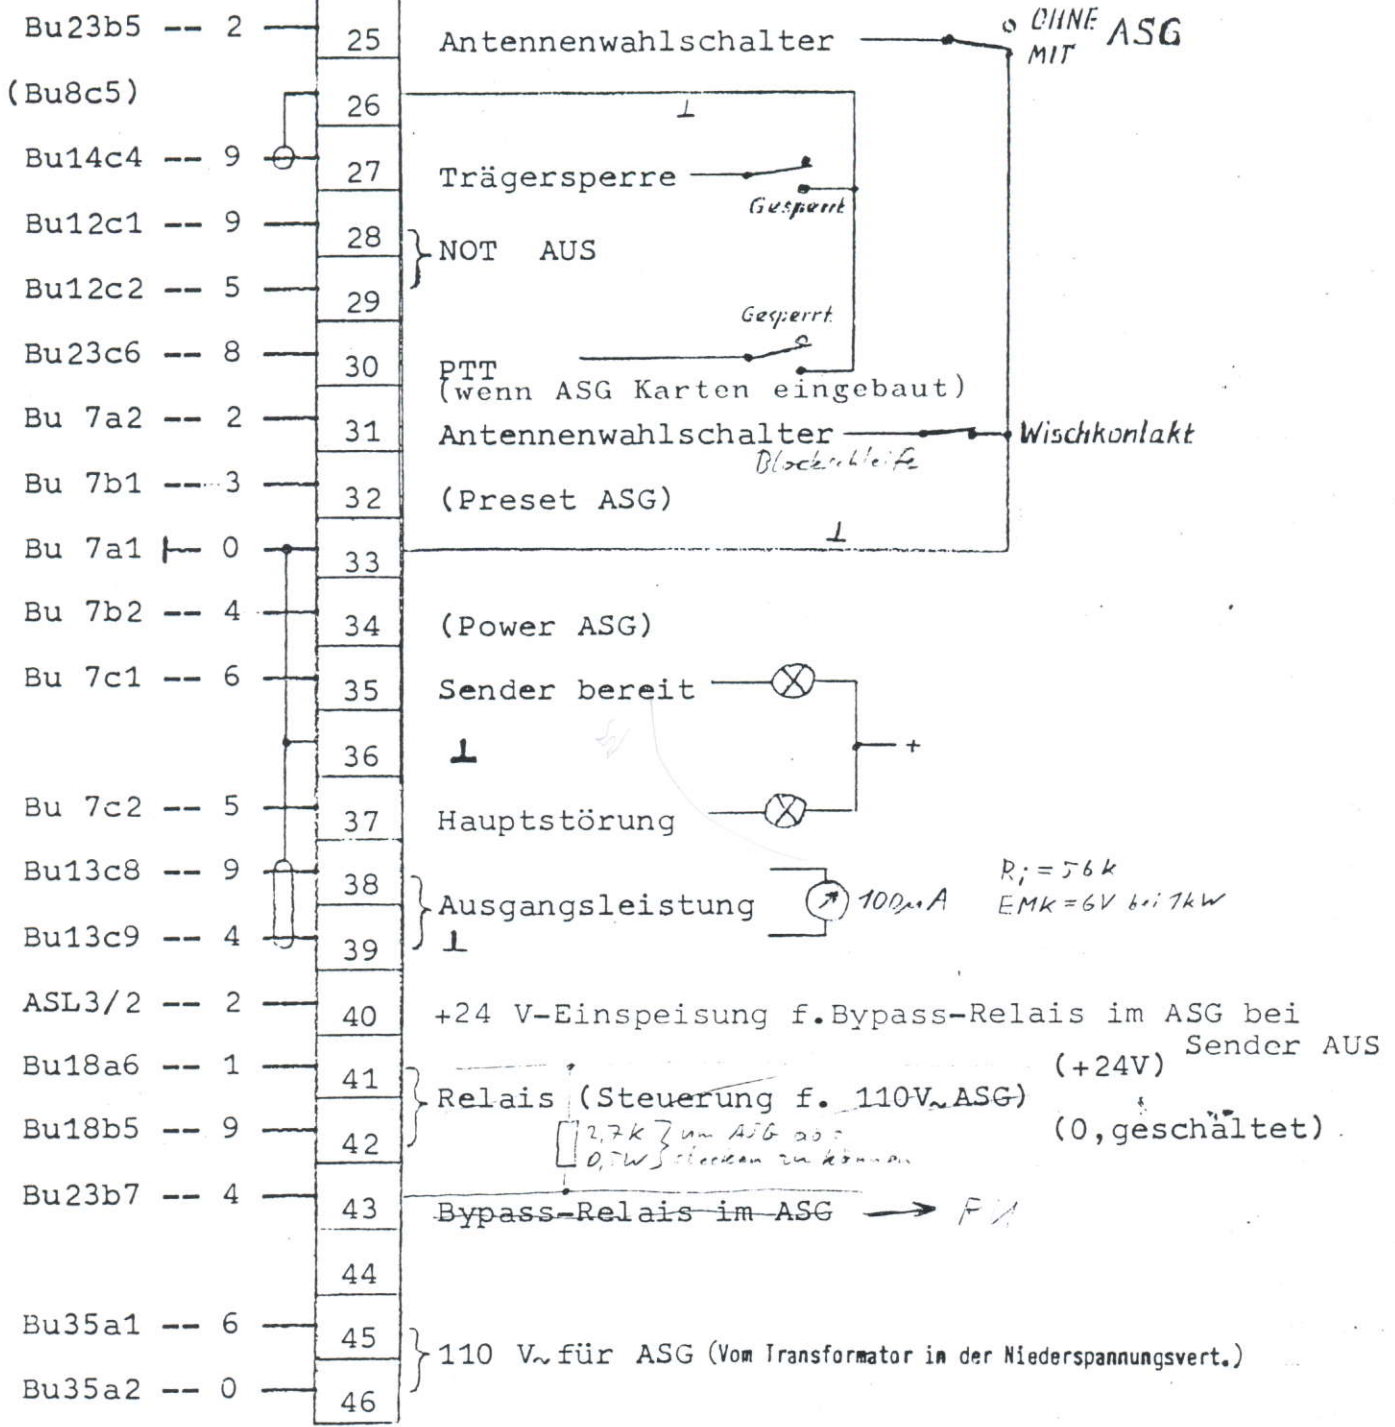 Bu23b5 -- 2 25 Antennenwahlschalter OHNE ASG
MIT
(Bu8c5) 26
⊥
Bu14c4 -- 9 27 Trägersperre
Gesperrt
Bu12c1 -- 9 28 NOT AUS
Bu12c2 -- 5 29
Gesperrt
Bu23c6 -- 8 30 PTT
(wenn ASG Karten eingebaut)
Bu 7a2 -- 2 31 Antennenwahlschalter Wischkontakt
Blockschleife
Bu 7b1 -- 3 32 (Preset ASG)
Bu 7a1 -- 0 33 ⊥
Bu 7b2 -- 4 34 (Power ASG)
Bu 7c1 -- 6 35 Sender bereit
36 ⊥ +
Bu 7c2 -- 5 37 Hauptstörung
Bu13c8 -- 9 38 Ri = 56k
Ausgangsleistung 100µA EMK = 6V bei 1kW
Bu13c9 -- 4 39 ⊥
ASL3/2 -- 2 40 +24 V-Einspeisung f.Bypass-Relais im ASG bei
Sender AUS
Bu18a6 -- 1 41 (+24V)
Relais (Steuerung f. 110V~ ASG)
Bu18b5 -- 9 42 (0,geschaltet)
2,7k um ASG ab=
0,5W stecken zu können
Bu23b7 -- 4 43 Bypass-Relais im ASG
44
Bu35a1 -- 6 45
110 V~ für ASG (Vom Transformator in der Niederspannungsvert.)
Bu35a2 -- 0 46